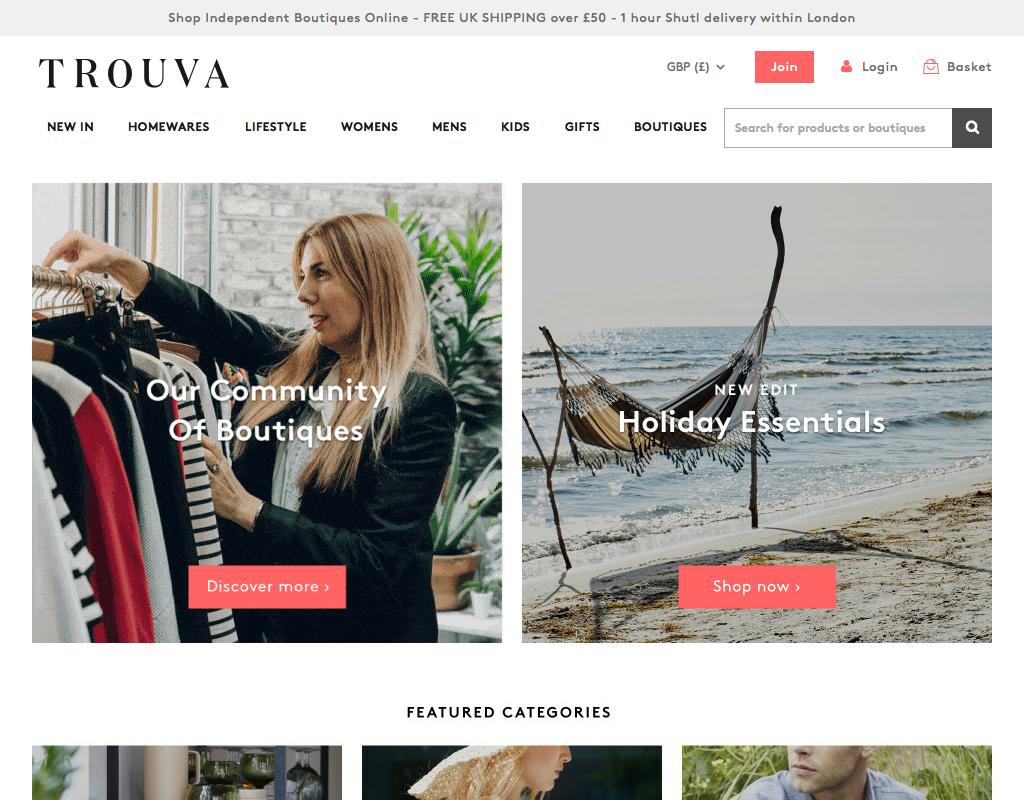 Shop Independent Boutiques Online - FREE UK SHIPPING over £50 - 1 hour Shutl delivery within London
TROUVA
GBP (£)
Join
Login
Basket
NEW IN
HOMEWARES
LIFESTYLE
WOMENS
MENS
KIDS
GIFTS
BOUTIQUES
Search for products or boutiques
Our Community
Of Boutiques
Discover more ›
NEW EDIT
Holiday Essentials
Shop now ›
FEATURED CATEGORIES